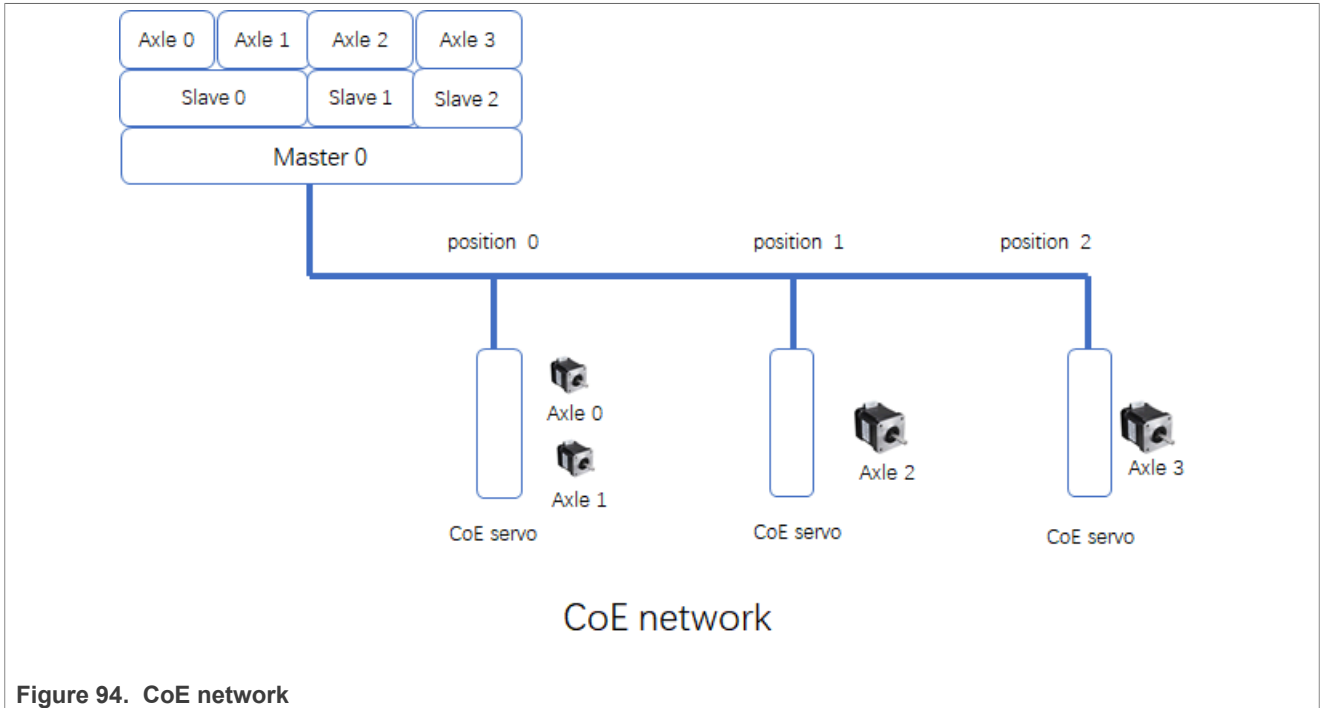 Axle 0 Axle 1 Axle 2 Axle 3
Slave 0 Slave 1 Slave 2
Master 0
position 0 position 1 position 2
Axle 0
Axle 1
Axle 2
Axle 3
CoE servo CoE servo CoE servo
CoE network
Figure 94. CoE network